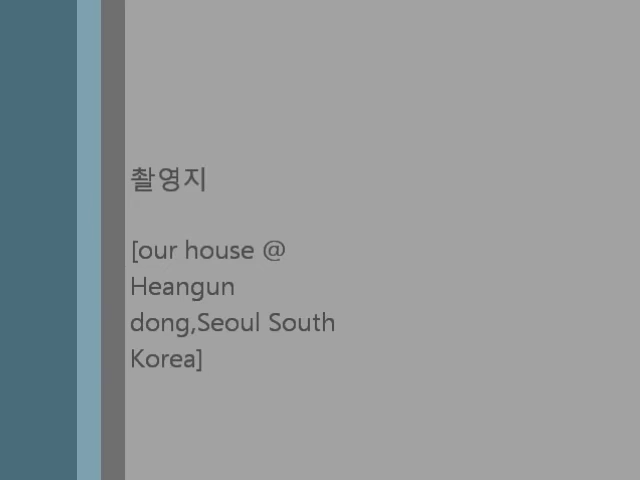 촬영지
[our house @
Heangun
dong,Seoul South
Korea]